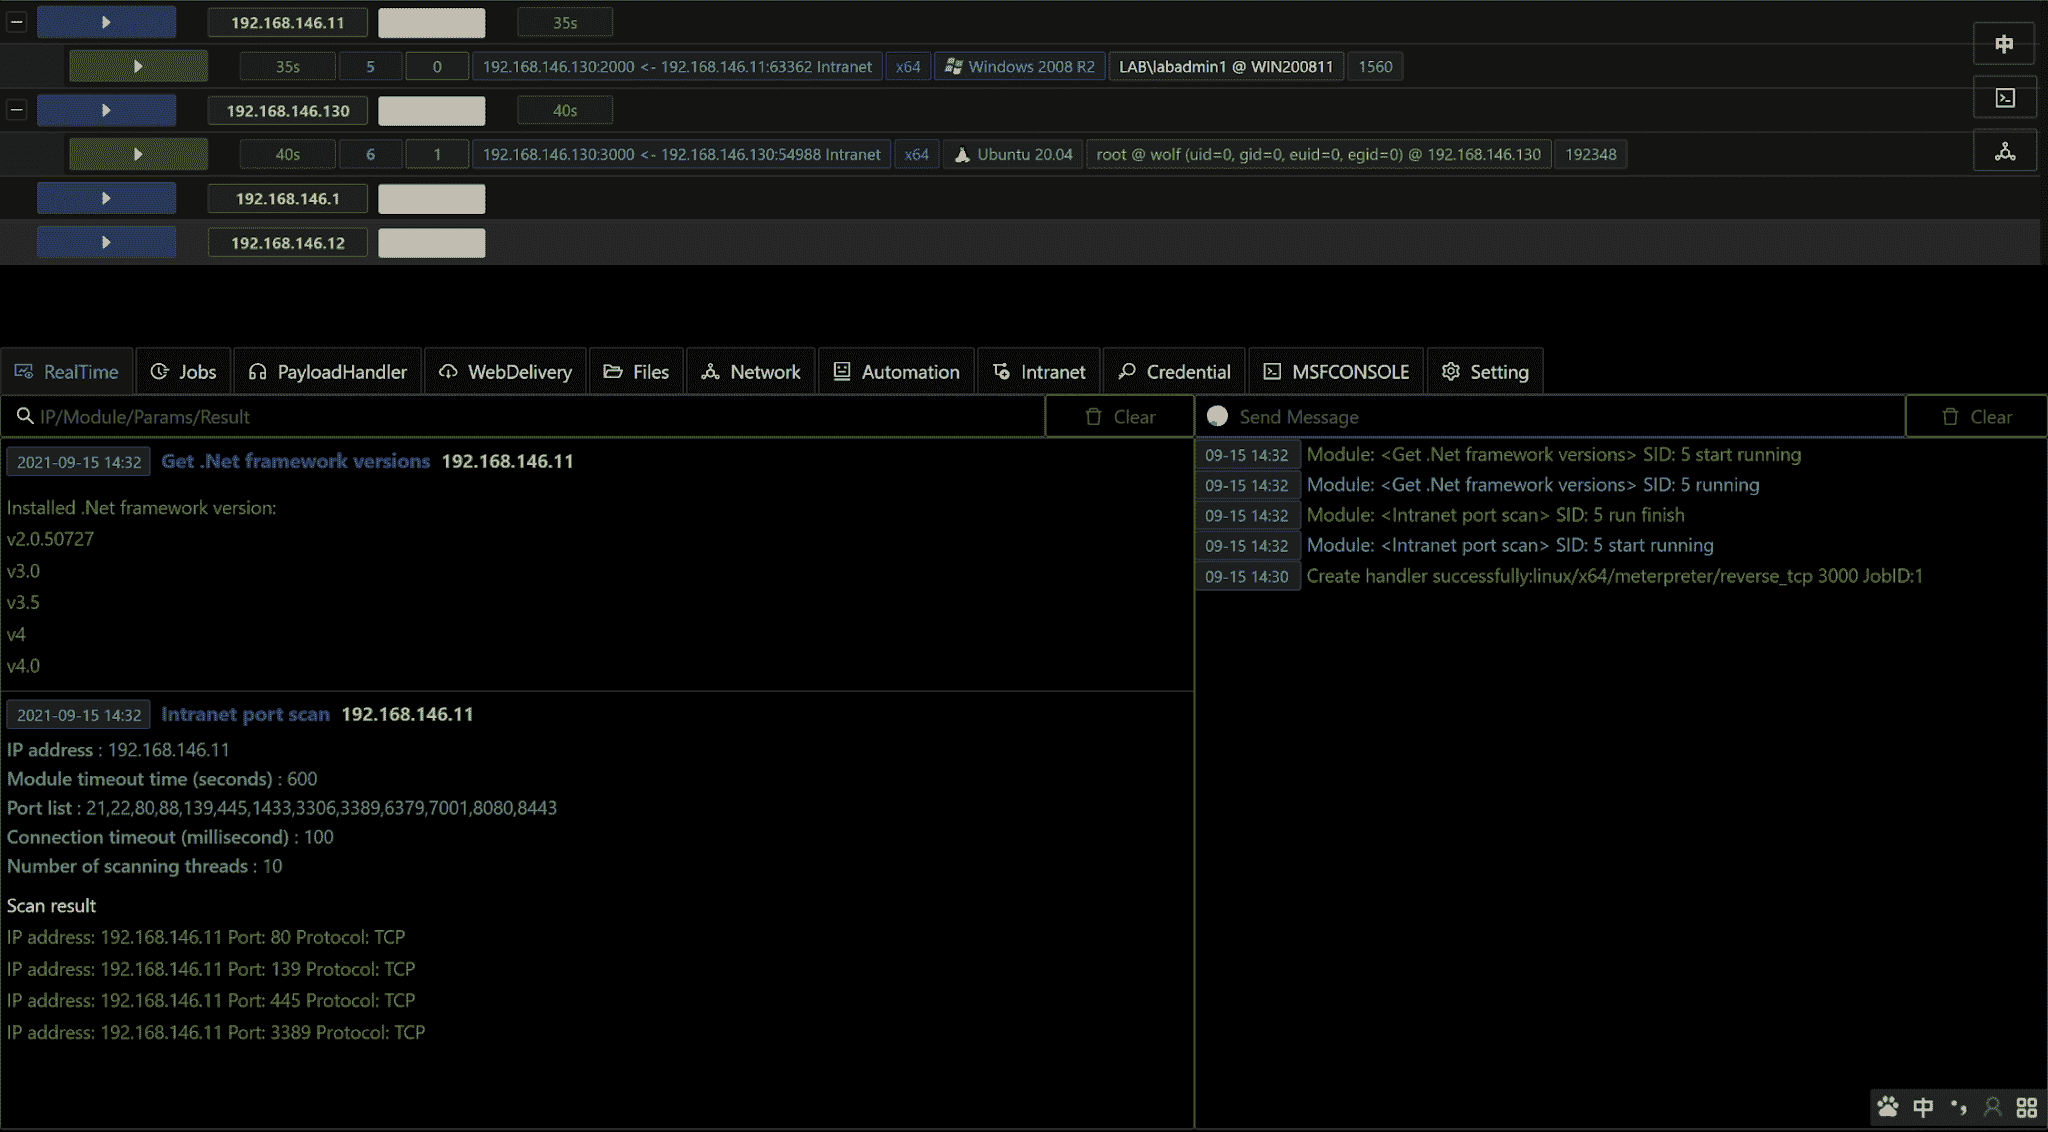 192.168.146.11 35s
35s 5 0 192.168.146.130:2000 <- 192.168.146.11:63362 Intranet x64 Windows 2008 R2 LAB\labadmin1 @ WIN200811 1560
192.168.146.130 40s
40s 6 1 192.168.146.130:3000 <- 192.168.146.130:54988 Intranet x64 Ubuntu 20.04 root @ wolf (uid=0, gid=0, euid=0, egid=0) @ 192.168.146.130 192348
192.168.146.1
192.168.146.12
中
RealTime Jobs PayloadHandler WebDelivery Files Network Automation Intranet Credential MSFCONSOLE Setting
IP/Module/Params/Result Clear
2021-09-15 14:32 Get .Net framework versions 192.168.146.11
Installed .Net framework version:
v2.0.50727
v3.0
v3.5
v4
v4.0
2021-09-15 14:32 Intranet port scan 192.168.146.11
IP address : 192.168.146.11
Module timeout time (seconds) : 600
Port list : 21,22,80,88,139,445,1433,3306,3389,6379,7001,8080,8443
Connection timeout (millisecond) : 100
Number of scanning threads : 10
Scan result
IP address: 192.168.146.11 Port: 80 Protocol: TCP
IP address: 192.168.146.11 Port: 139 Protocol: TCP
IP address: 192.168.146.11 Port: 445 Protocol: TCP
IP address: 192.168.146.11 Port: 3389 Protocol: TCP
Send Message Clear
09-15 14:32 Module: <Get .Net framework versions> SID: 5 start running
09-15 14:32 Module: <Get .Net framework versions> SID: 5 running
09-15 14:32 Module: <Intranet port scan> SID: 5 run finish
09-15 14:32 Module: <Intranet port scan> SID: 5 start running
09-15 14:30 Create handler successfully:linux/x64/meterpreter/reverse_tcp 3000 JobID:1
中